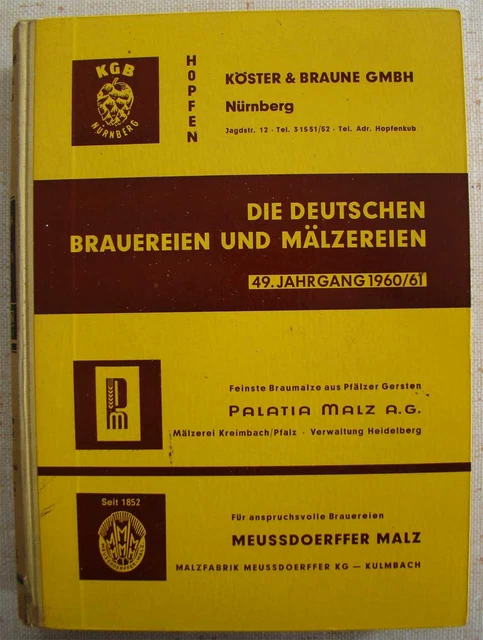 KGB
NÜRNBERG
HOPFEN
KÖSTER & BRAUNE GMBH
Nürnberg
Jagdstr. 12 · Tel. 31551/52 · Tel. Adr. Hopfenkub
DIE DEUTSCHEN
BRAUEREIEN UND MÄLZEREIEN
49. JAHRGANG 1960/61
PM
Feinste Braumalze aus Pfälzer Gersten
PALATIA MALZ A.G.
Mälzerei Kreimbach/Pfalz · Verwaltung Heidelberg
Seit 1852
Für anspruchsvolle Brauereien
MEUSSDOERFFER MALZ
MALZFABRIK MEUSSDOERFFER KG — KULMBACH